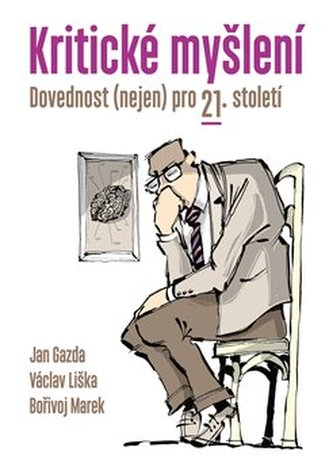 Kritické myšlení
Dovednost (nejen) pro 21. století
Jan Gazda
Václav Liška
Bořivoj Marek